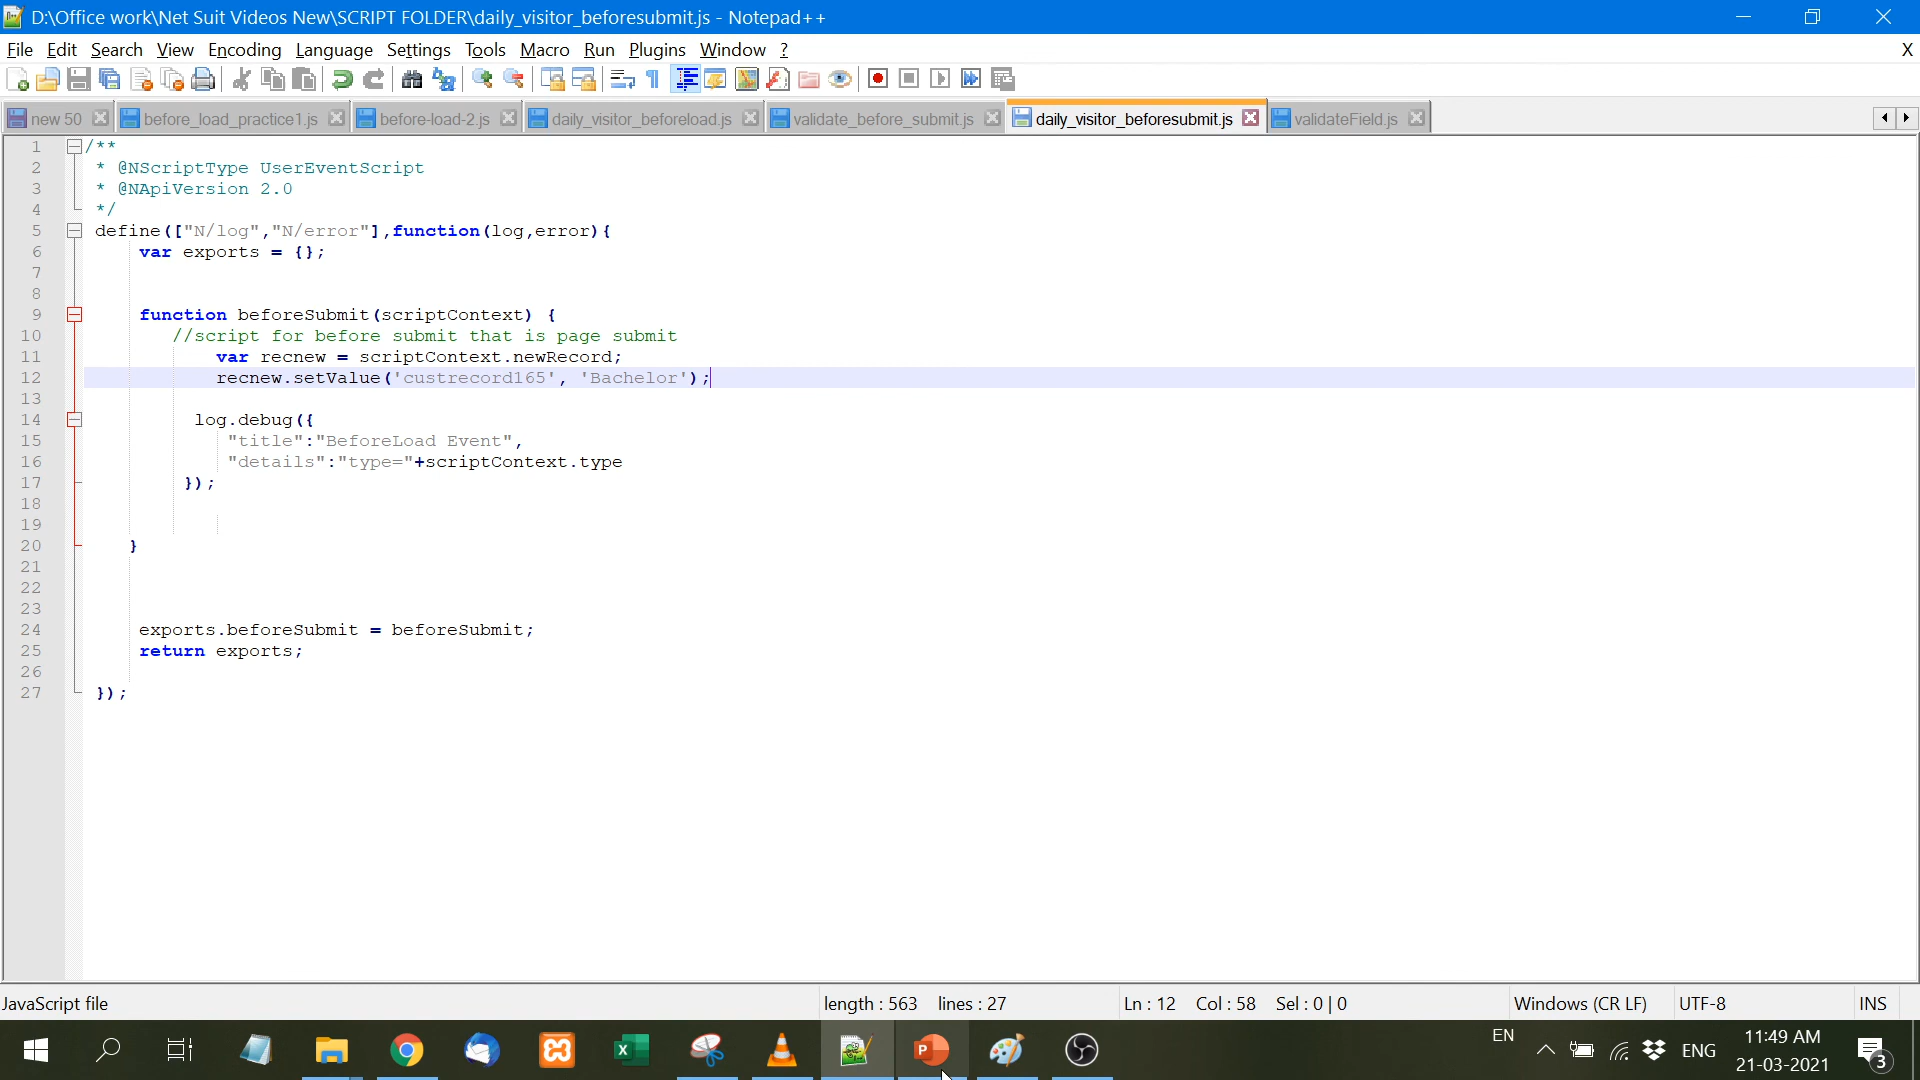 D:\Office work\Net Suit Videos New\SCRIPT FOLDER\daily_visitor_beforesubmit.js - Notepad++
File Edit Search View Encoding Language Settings Tools Macro Run Plugins Window ? X
new 50 before_load_practice1.js before-load-2.js daily_visitor_beforeload.js validate_before_submit.js daily_visitor_beforesubmit.js validateField.js
1 /**
2 * @NScriptType UserEventScript
3 * @NApiVersion 2.0
4 */
5 define(["N/log","N/error"],function(log,error){
6 var exports = {};
7
8
9 function beforeSubmit(scriptContext) {
10 //script for before submit that is page submit
11 var recnew = scriptContext.newRecord;
12 recnew.setValue('custrecord165', 'Bachelor');
13
14 log.debug({
15 "title":"BeforeLoad Event",
16 "details":"type="+scriptContext.type
17 });
18
19
20 }
21
22
23
24 exports.beforeSubmit = beforeSubmit;
25 return exports;
26
27 });
JavaScript file length : 563 lines : 27 Ln : 12 Col : 58 Sel : 0 | 0 Windows (CR LF) UTF-8 INS
EN ENG 11:49 AM
21-03-2021 3